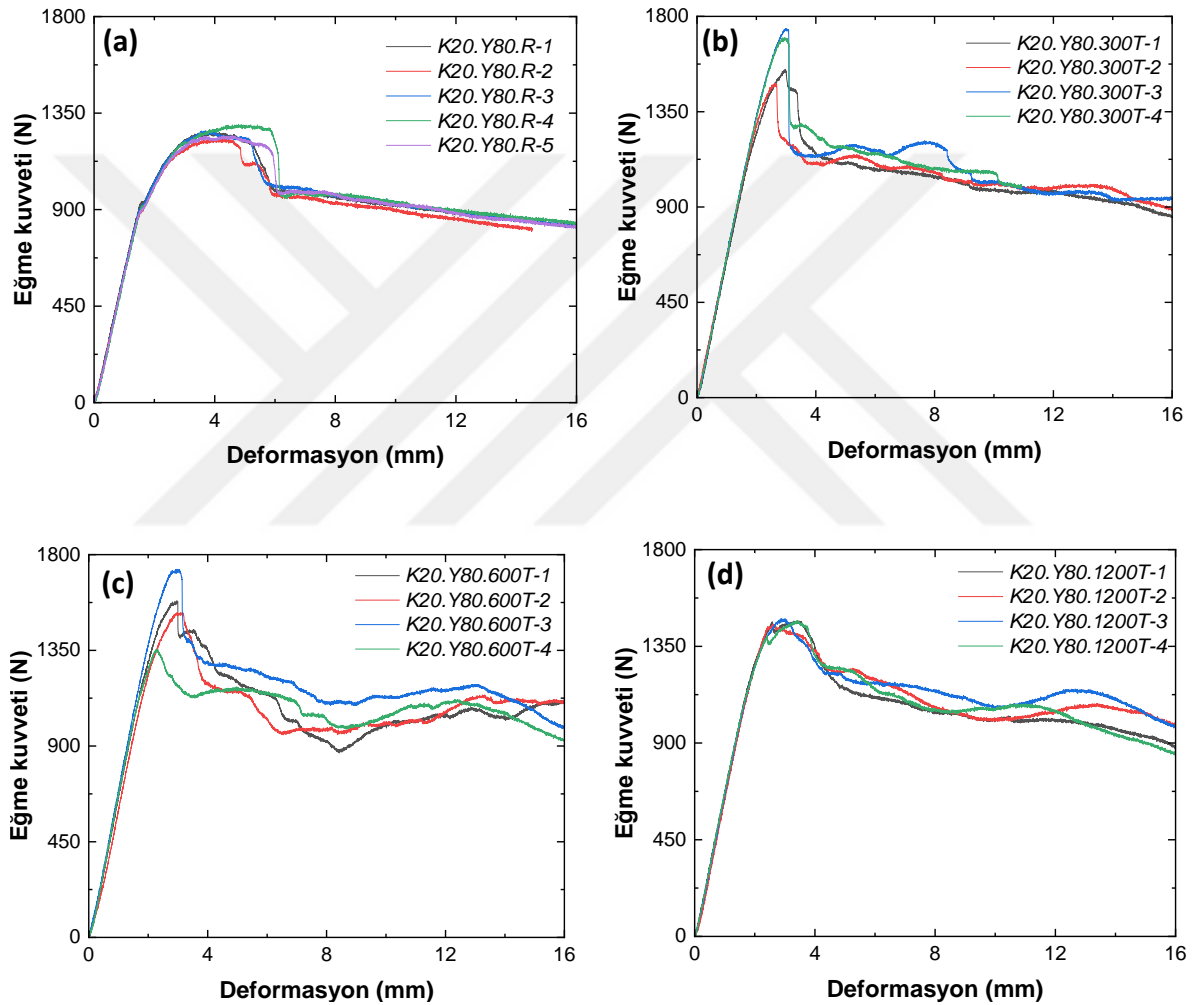 (a)
K20.Y80.R-1
K20.Y80.R-2
K20.Y80.R-3
K20.Y80.R-4
K20.Y80.R-5
1800
1350
900
450
0
Eğme kuvveti (N)
0 4 8 12 16
Deformasyon (mm)
(b)
K20.Y80.300T-1
K20.Y80.300T-2
K20.Y80.300T-3
K20.Y80.300T-4
1800
1350
900
450
0
Eğme kuvveti (N)
0 4 8 12 16
Deformasyon (mm)
(c)
K20.Y80.600T-1
K20.Y80.600T-2
K20.Y80.600T-3
K20.Y80.600T-4
1800
1350
900
450
0
Eğme kuvveti (N)
0 4 8 12 16
Deformasyon (mm)
(d)
K20.Y80.1200T-1
K20.Y80.1200T-2
K20.Y80.1200T-3
K20.Y80.1200T-4
1800
1350
900
450
0
Eğme kuvveti (N)
0 4 8 12 16
Deformasyon (mm)